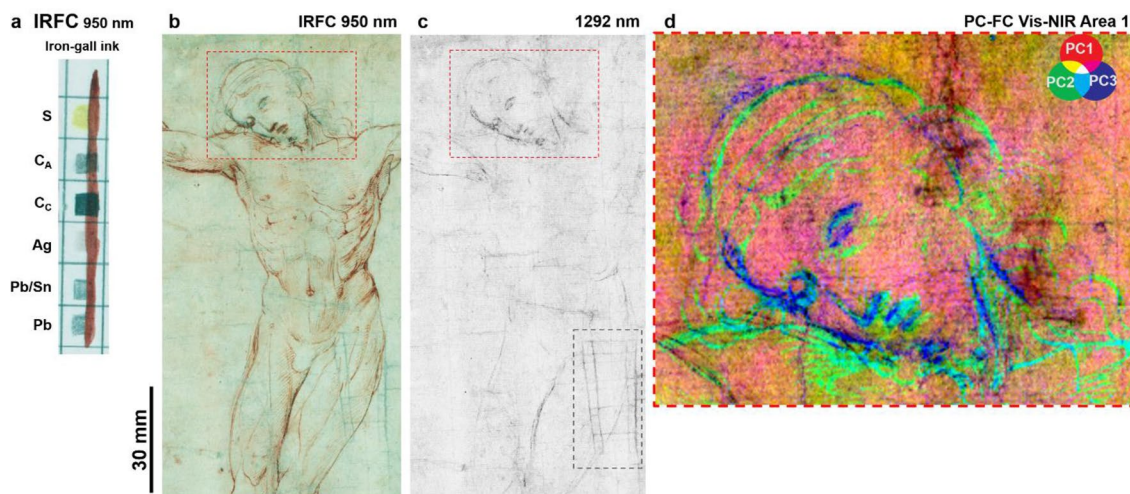 a IRFC 950 nm
Iron-gall ink
S
CA
CC
Ag
Pb/Sn
Pb
30 mm
b IRFC 950 nm
c 1292 nm
d PC-FC Vis-NIR Area 1
PC1
PC2 PC3